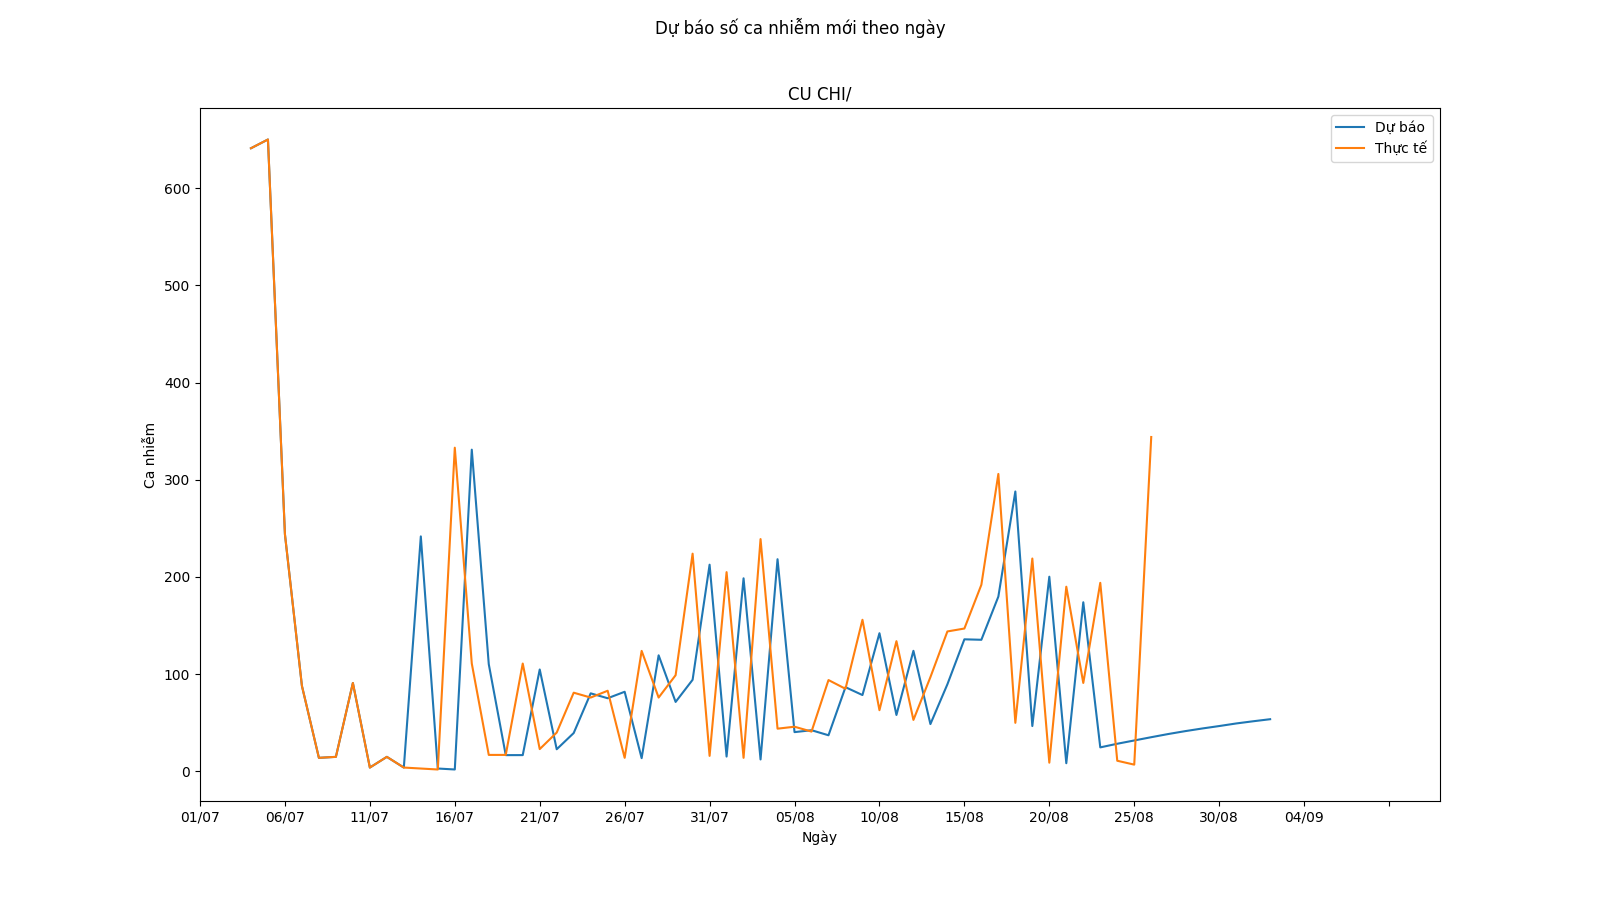 Dự báo số ca nhiễm mới theo ngày
CU CHI/
Dự báo
Thực tế
600
500
400
300
200
100
0
Ca nhiễm
01/07 06/07 11/07 16/07 21/07 26/07 31/07 05/08 10/08 15/08 20/08 25/08 30/08 04/09
Ngày